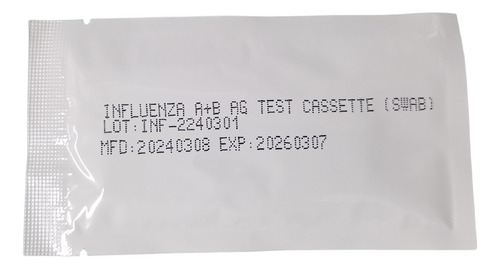 INFLUENZA A+B AG TEST CASSETTE (SWAB)
LOT:INF-2240301
MFD:20240308 EXP:20260307